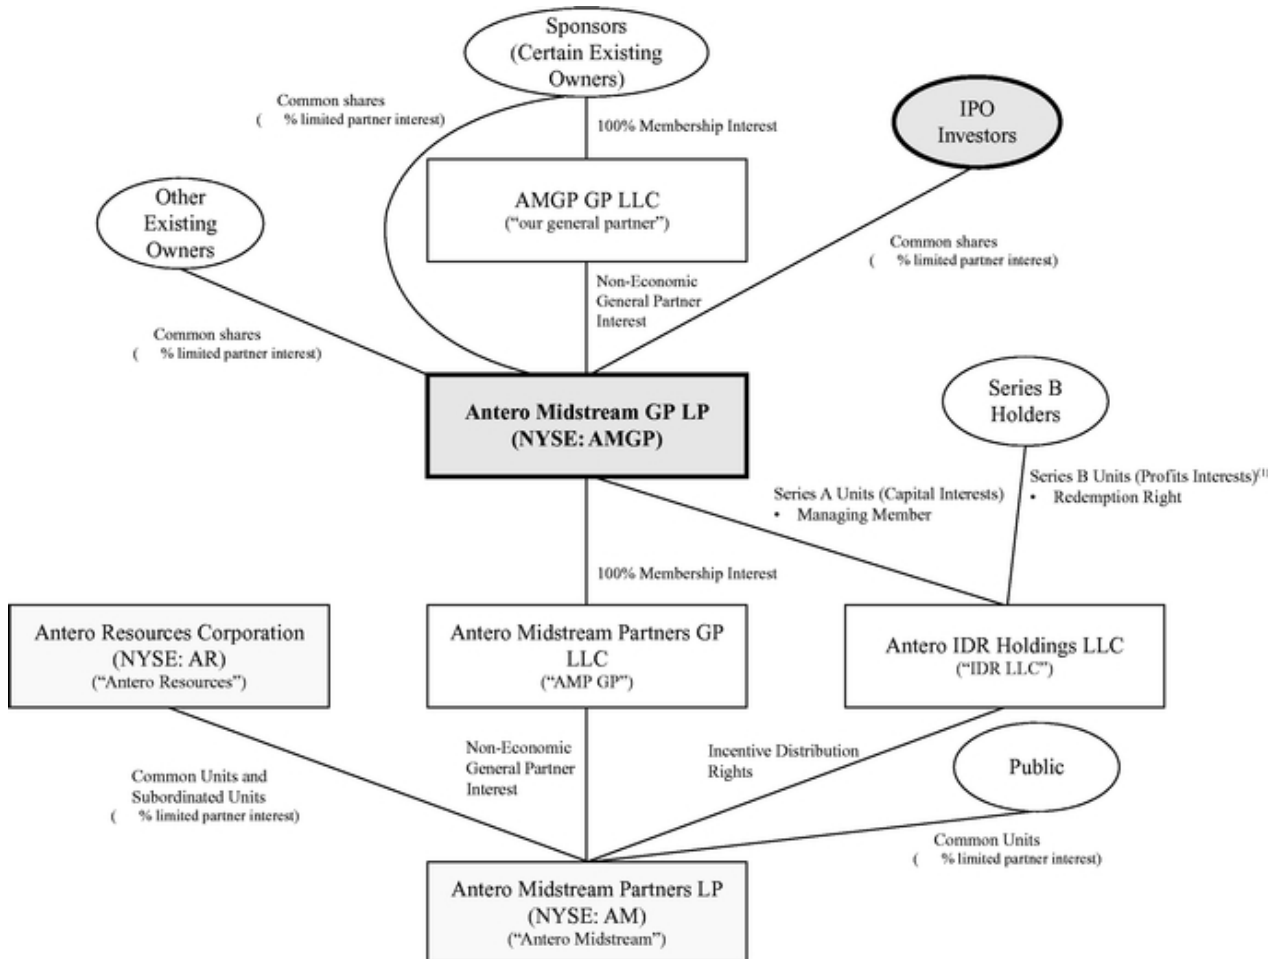 Sponsors
(Certain Existing
Owners)
Common shares
(    % limited partner interest)
100% Membership Interest
IPO
Investors
AMGP GP LLC
(“our general partner”)
Other
Existing
Owners
Common shares
(    % limited partner interest)
Non-Economic
General Partner
Interest
Common shares
(    % limited partner interest)
Antero Midstream GP LP
(NYSE: AMGP)
Series B
Holders
Series A Units (Capital Interests)
• Managing Member
Series B Units (Profits Interests)(1)
• Redemption Right
100% Membership Interest
Antero Resources Corporation
(NYSE: AR)
(“Antero Resources”)
Antero Midstream Partners GP
LLC
(“AMP GP”)
Antero IDR Holdings LLC
(“IDR LLC”)
Non-Economic
General Partner
Interest
Incentive Distribution
Rights
Public
Common Units and
Subordinated Units
(    % limited partner interest)
Common Units
(    % limited partner interest)
Antero Midstream Partners LP
(NYSE: AM)
(“Antero Midstream”)